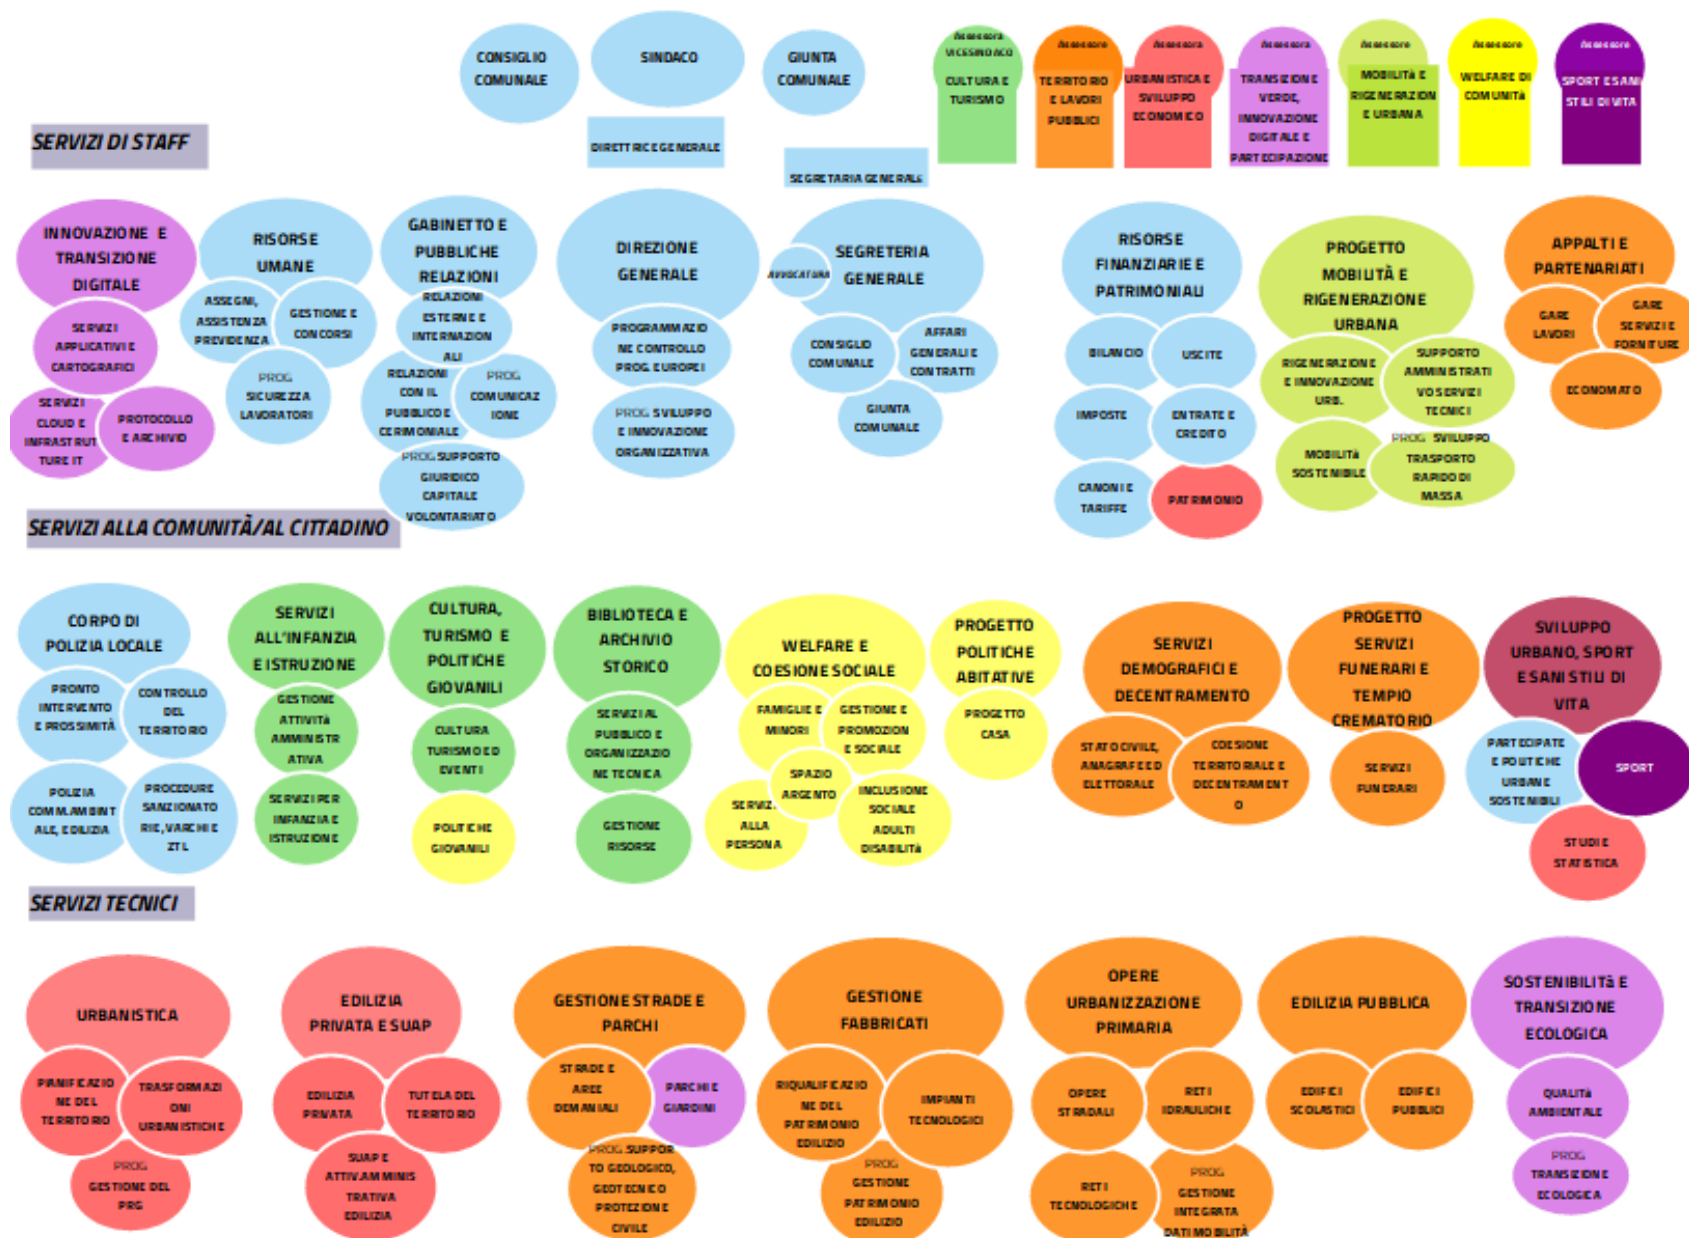 CONSIGLIO
COMUNALE
SINDACO
GIUNTA
COMUNALE
Assessora
VICESINDACO
CULTURA E
TURISMO
Assessore
TERRITORIO
E LAVORI
PUBBLICI
Assessora
URBANISTICA E
SVILUPPO
ECONOMICO
Assessora
TRANSIZIONE
VERDE,
INNOVAZIONE
DIGITALE E
PARTECIPAZIONE
Assessore
MOBILITà E
RIGENERAZION
E URBANA
Assessore
WELFARE DI
COMUNITà
Assessore
SPORT E SANI
STILI DI VITA
SERVIZI DI STAFF
DIRETTRICE GENERALE
SEGRETARIA GENERALE
INNOVAZIONE E
TRANSIZIONE
DIGITALE
SERVIZI
APPLICATIVI E
CARTOGRAFICI
SERVIZI
CLOUD E
INFRASTRUT
TURE IT
PROTOCOLLO
E ARCHIVIO
RISORSE
UMANE
ASSEGNI,
ASSISTENZA
PREVIDENZA
GESTIONE E
CONCORSI
PROG
SICUREZZA
LAVORATORI
GABINETTO E
PUBBLICHE
RELAZIONI
RELAZIONI
ESTERNE E
INTERNAZION
ALI
RELAZIONI
CON IL
PUBBLICO E
CERIMONIALE
PROG
COMUNICAZ
IONE
PROG SUPPORTO
GIURIDICO
CAPITALE
VOLONTARIATO
DIREZIONE
GENERALE
PROGRAMMAZIO
NE CONTROLLO
PROG. EUROPEI
PROG SVILUPPO
E INNOVAZIONE
ORGANIZZATIVA
AVVOCATURA
SEGRETERIA
GENERALE
CONSIGLIO
COMUNALE
AFFARI
GENERALI E
CONTRATTI
GIUNTA
COMUNALE
RISORSE
FINANZIARIE E
PATRIMONIALI
BILANCIO
USCITE
IMPOSTE
ENTRATE E
CREDITO
CANONI E
TARIFFE
PATRIMONIO
PROGETTO
MOBILITÀ E
RIGENERAZIONE
URBANA
RIGENERAZIONE
E INNOVAZIONE
URB.
SUPPORTO
AMMINISTRATI
VO SERVIZI
TECNICI
MOBILITà
SOSTENIBILE
PROG SVILUPPO
TRASPORTO
RAPIDO DI
MASSA
APPALTI E
PARTENARIATI
GARE
LAVORI
GARE
SERVIZI E
FORNITURE
ECONOMATO
SERVIZI ALLA COMUNITÀ/AL CITTADINO
CORPO DI
POLIZIA LOCALE
PRONTO
INTERVENTO
E PROSSIMITÀ
CONTROLLO
DEL
TERRITORIO
POLIZIA
COMM.AMBINT
ALE, EDILIZIA
PROCEDURE
SANZIONATO
RIE, VARCHI E
ZTL
SERVIZI
ALL'INFANZIA
E ISTRUZIONE
GESTIONE
ATTIVITà
AMMINISTR
ATIVA
SERVIZI PER
INFANZIA E
ISTRUZIONE
CULTURA,
TURISMO E
POLITICHE
GIOVANILI
CULTURA
TURISMO ED
EVENTI
POLITICHE
GIOVANILI
BIBLIOTECA E
ARCHIVIO
STORICO
SERVIZI AL
PUBBLICO E
ORGANIZZAZIO
NE TECNICA
GESTIONE
RISORSE
WELFARE E
COESIONE SOCIALE
FAMIGLIE E
MINORI
GESTIONE E
PROMOZION
E SOCIALE
SPAZIO
ARGENTO
SERVIZI
ALLA
PERSONA
INCLUSIONE
SOCIALE
ADULTI
DISABILITà
PROGETTO
POLITICHE
ABITATIVE
PROGETTO
CASA
SERVIZI
DEMOGRAFICI E
DECENTRAMENTO
STATO CIVILE,
ANAGRAFE ED
ELETTORALE
COESIONE
TERRITORIALE E
DECENTRAMENT
O
PROGETTO
SERVIZI
FUNERARI E
TEMPIO
CREMATORIO
SERVIZI
FUNERARI
SVILUPPO
URBANO, SPORT
E SANI STILI DI
VITA
PARTECIPATE
E POLITICHE
URBANE
SOSTENIBILI
SPORT
STUDI E
STATISTICA
SERVIZI TECNICI
URBANISTICA
PIANIFICAZIO
NE DEL
TERRITORIO
TRASFORMAZI
ONI
URBANISTICHE
PROG
GESTIONE DEL
PRG
EDILIZIA
PRIVATA E SUAP
EDILIZIA
PRIVATA
TUTELA DEL
TERRITORIO
SUAP E
ATTIV.AMMINIS
TRATIVA
EDILIZIA
GESTIONE STRADE E
PARCHI
STRADE E
AREE
DEMANIALI
PARCHI E
GIARDINI
PROG SUPPOR
TO GEOLOGICO,
GEOTECNICO
PROTEZIONE
CIVILE
GESTIONE
FABBRICATI
RIQUALIFICAZIO
NE DEL
PATRIMONIO
EDILIZIO
IMPIANTI
TECNOLOGICI
PROG
GESTIONE
PATRIMONIO
EDILIZIO
OPERE
URBANIZZAZIONE
PRIMARIA
OPERE
STRADALI
RETI
IDRAULICHE
RETI
TECNOLOGICHE
PROG
GESTIONE
INTEGRATA
DATI MOBILITÀ
EDILIZIA PUBBLICA
EDIFICI
SCOLASTICI
EDIFICI
PUBBLICI
SOSTENIBILITà E
TRANSIZIONE
ECOLOGICA
QUALITà
AMBIENTALE
PROG
TRANSIZIONE
ECOLOGICA